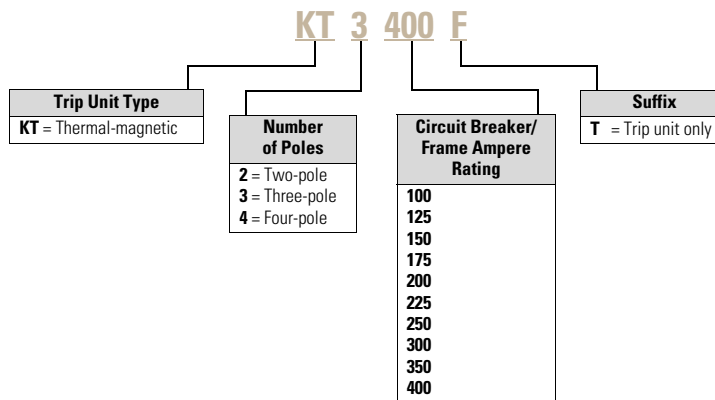 KT 3 400 F
Trip Unit Type
KT = Thermal-magnetic
Number
of Poles
2 = Two-pole
3 = Three-pole
4 = Four-pole
Circuit Breaker/
Frame Ampere
Rating
100
125
150
175
200
225
250
300
350
400
Suffix
T = Trip unit only